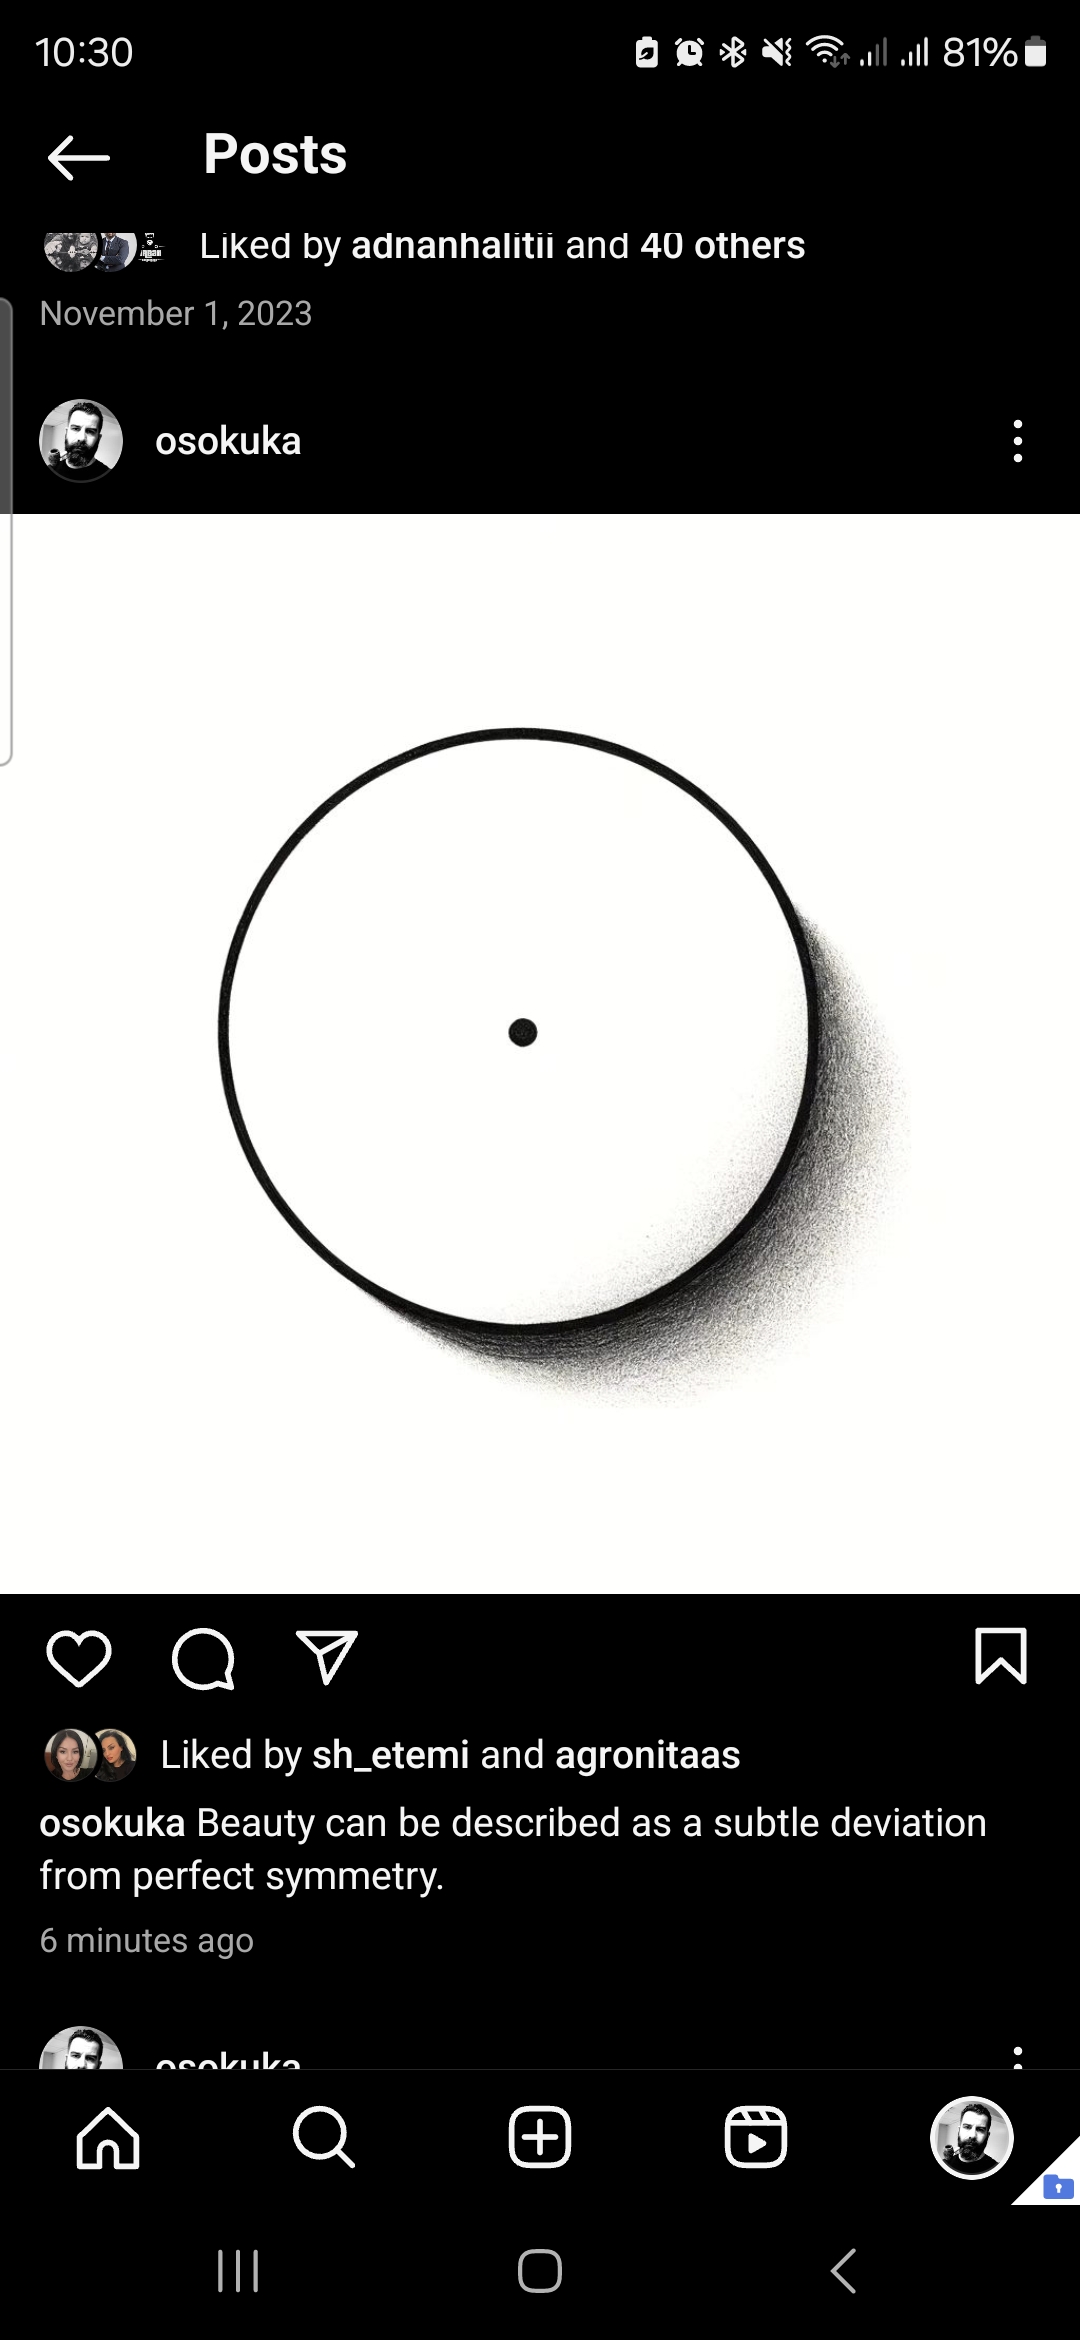 10:30 81%
Posts
Liked by adnanhalitii and 40 others
November 1, 2023
osokuka
Liked by sh_etemi and agronitaas
osokuka Beauty can be described as a subtle deviation
from perfect symmetry.
6 minutes ago
osokuka